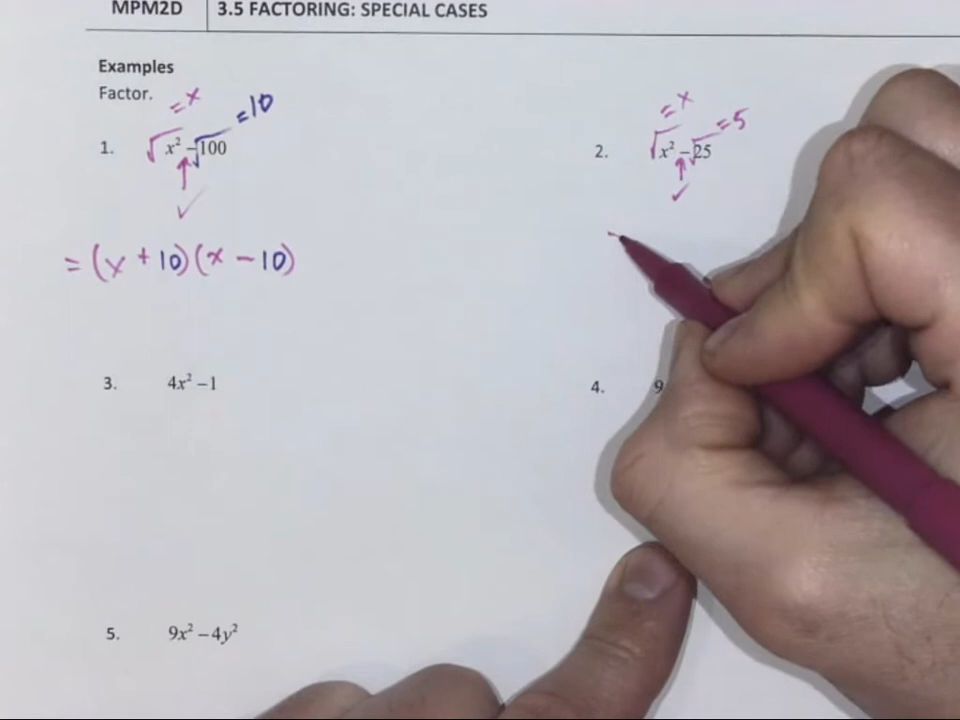 MPM2D 3.5 FACTORING: SPECIAL CASES
Examples
Factor.
= x = 10
1. √x² − √100
✓
= (x + 10)(x − 10)
= x = 5
2. √x² − √25
✓
3. 4x² − 1
4. 9
5. 9x² − 4y²